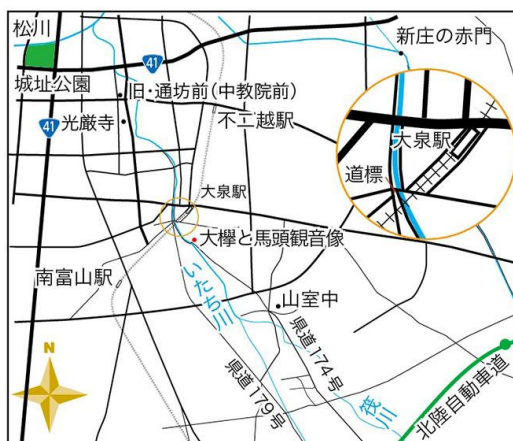 松川
城址公園
41
41
旧・通坊前(中教院前)
光厳寺
不二越駅
新庄の赤門
大泉駅
道標
大泉駅
大欅と馬頭観音像
南富山駅
いたち川
山室中
県道174号
県道179号
筏川
北陸自動車道
N